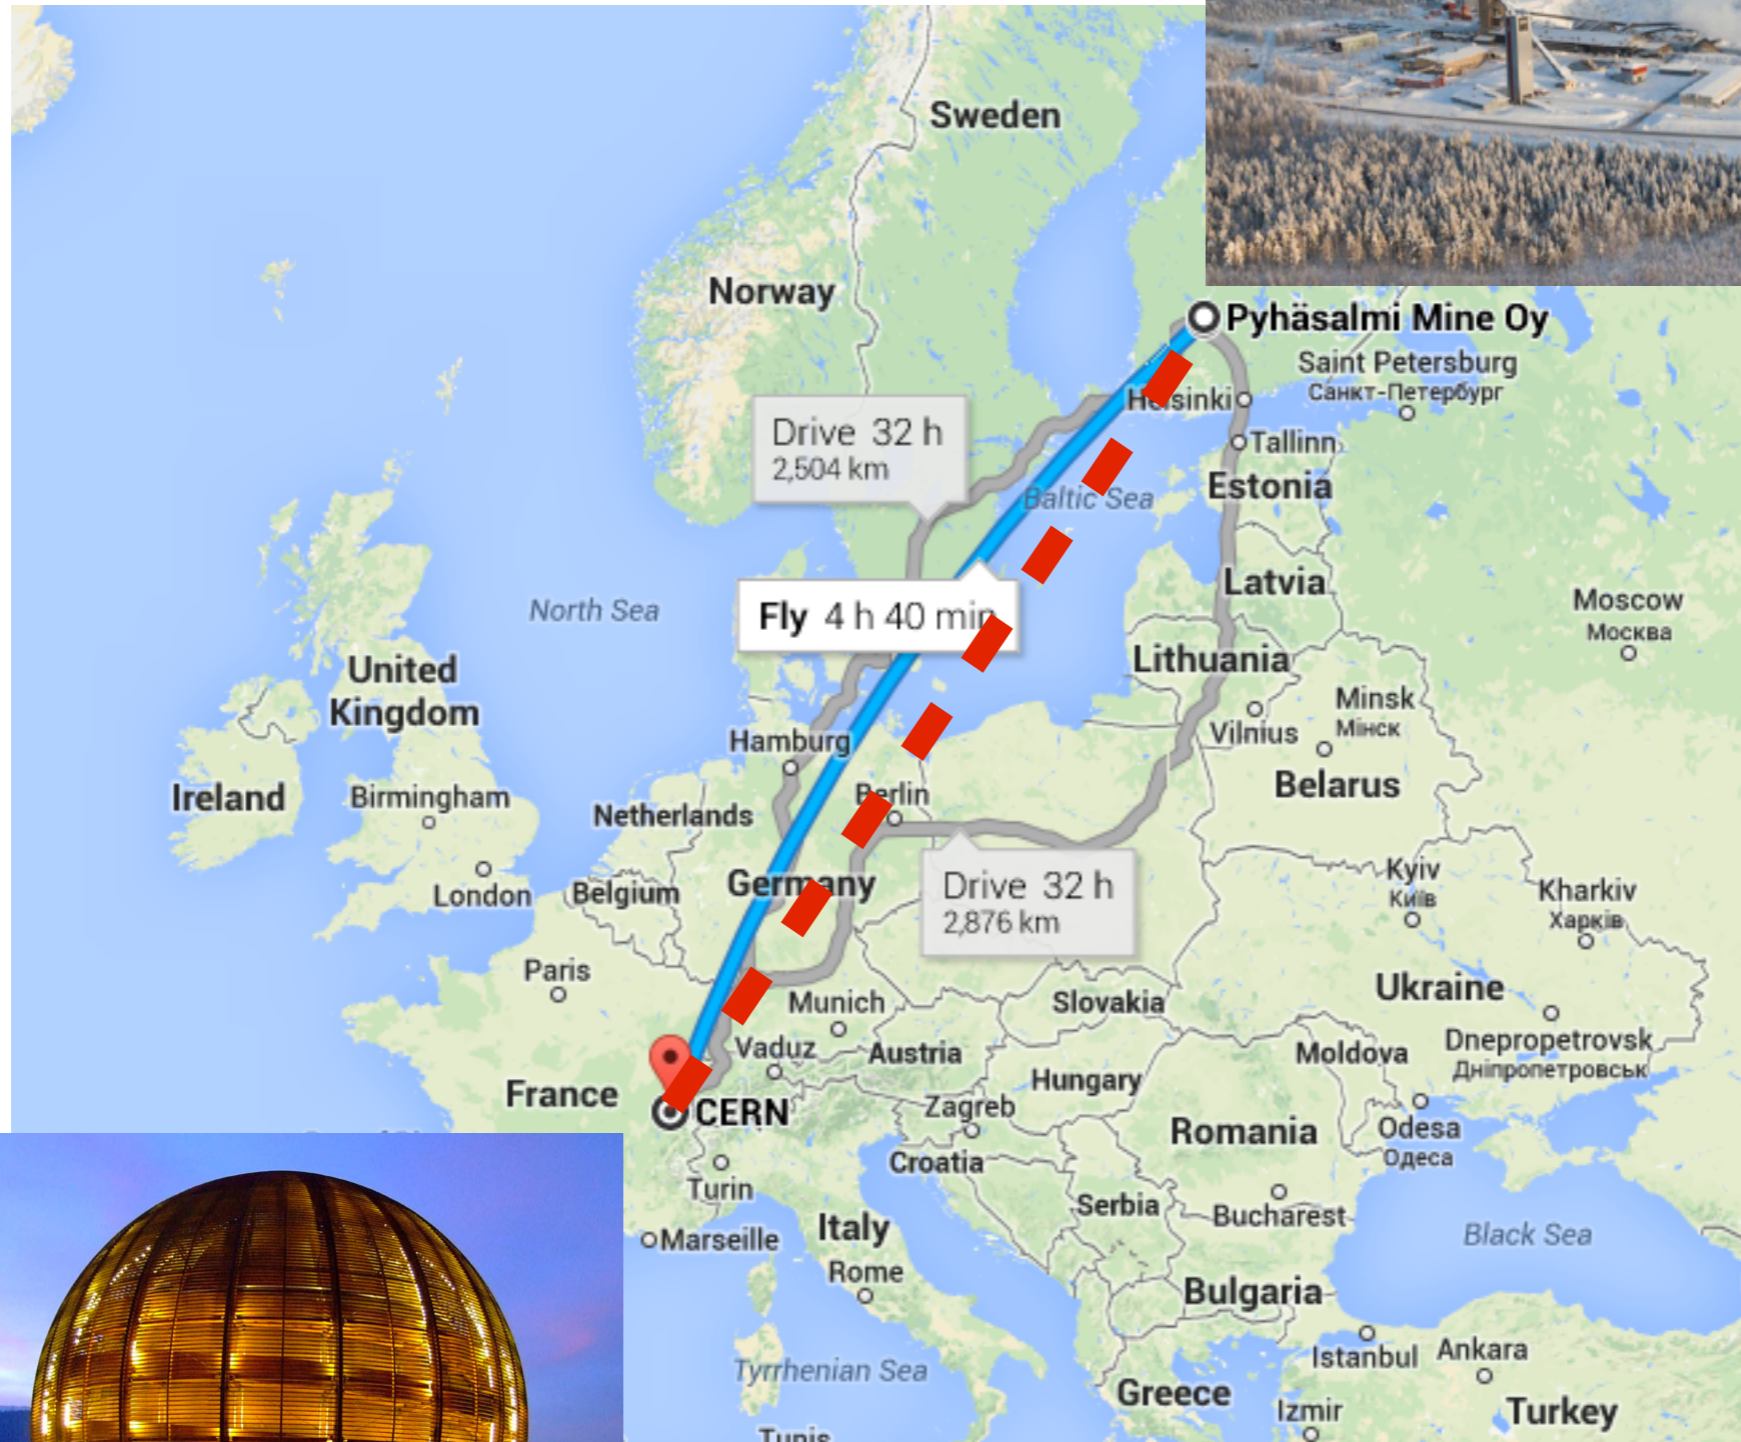 Sweden
Norway
Pyhäsalmi Mine Oy
Saint Petersburg
Санкт-Петербург
Helsinki
Drive 32 h
2,504 km
Tallinn
Baltic Sea
Estonia
Latvia
Fly 4 h 40 min
North Sea
Moscow
Москва
United
Kingdom
Lithuania
Minsk
Мінск
Vilnius
Hamburg
Belarus
Ireland
Birmingham
Berlin
Netherlands
London
Belgium
Germany
Drive 32 h
2,876 km
Kyiv
Київ
Kharkiv
Харків
Paris
Munich
Slovakia
Ukraine
Vaduz
Austria
Moldova
Dnepropetrovsk
Дніпропетровськ
France
Hungary
CERN
Zagreb
Romania
Odesa
Одеса
Croatia
Turin
Serbia
Bucharest
Marseille
Italy
Black Sea
Rome
Bulgaria
Istanbul
Ankara
Tyrrhenian Sea
Greece
Izmir
Turkey
Tunis